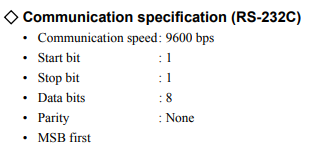 ◇ Communication specification (RS-232C)
• Communication speed: 9600 bps
• Start bit : 1
• Stop bit : 1
• Data bits : 8
• Parity : None
• MSB first